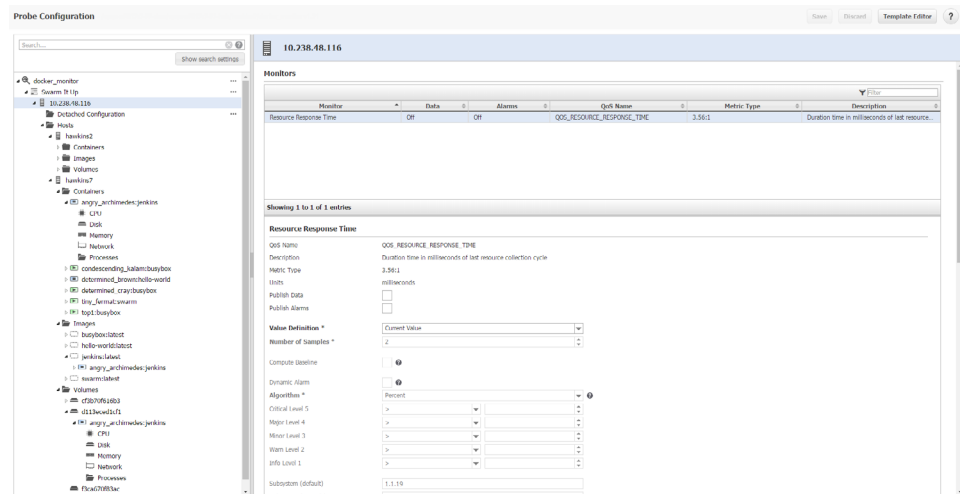 Probe Configuration
Save Discard Template Editor ?
Search...
Show search settings
docker_monitor
Swarm It Up
10.238.48.116
Detached Configuration
Hosts
hawkins2
Containers
Images
Volumes
hawkins7
Containers
angry_archimedes:jenkins
CPU
Disk
Memory
Network
Processes
condescending_kalam:busybox
determined_brown:hello-world
determined_cray:busybox
tiny_fermat:swarm
top1:busybox
Images
busybox:latest
hello-world:latest
jenkins:latest
angry_archimedes:jenkins
swarm:latest
Volumes
cf3b70f616b3
d113eced1cf1
angry_archimedes:jenkins
CPU
Disk
Memory
Network
Processes
f3ca670f83ac
10.238.48.116
Monitors
Filter
Monitor Data Alarms QoS Name Metric Type Description
Resource Response Time Off Off QOS_RESOURCE_RESPONSE_TIME 3.56:1 Duration time in milliseconds of last resource...
Showing 1 to 1 of 1 entries
Resource Response Time
QoS Name QOS_RESOURCE_RESPONSE_TIME
Description Duration time in milliseconds of last resource collection cycle
Metric Type 3.56:1
Units milliseconds
Publish Data
Publish Alarms
Value Definition * Current Value
Number of Samples * 2
Compute Baseline ?
Dynamic Alarm ?
Algorithm * Percent ?
Critical Level 5 >
Major Level 4 >
Minor Level 3 >
Warn Level 2 >
Info Level 1 >
Subsystem (default) 1.1.19